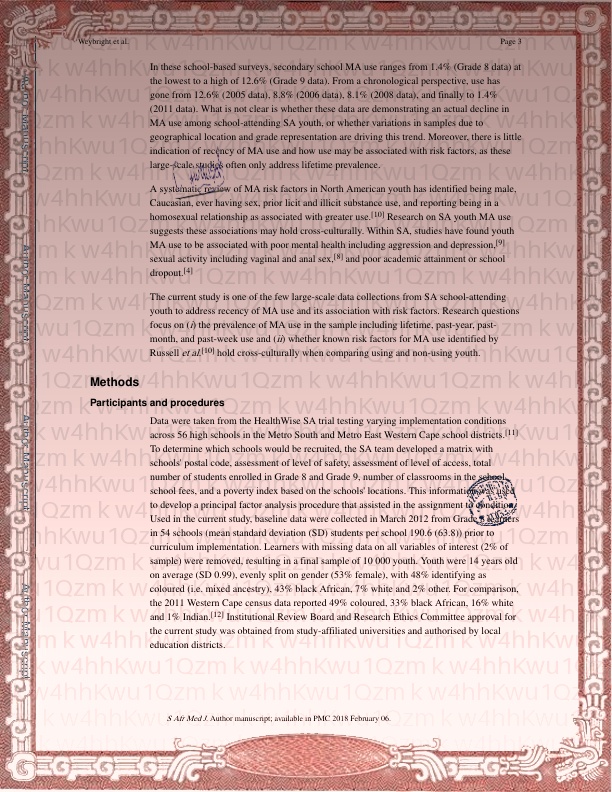 Weybright et al.
Page 3
In these school-based surveys, secondary school MA use ranges from 1.4% (Grade 8 data) at
the lowest to a high of 12.6% (Grade 9 data). From a chronological perspective, use has
gone from 12.6% (2005 data), 8.8% (2006 data), 8.1% (2008 data), and finally to 1.4%
(2011 data). What is not clear is whether these data are demonstrating an actual decline in
MA use among school-attending SA youth, or whether variations in samples due to
geographical location and grade representation are driving this trend. Moreover, there is little
indication of recency of MA use and how use may be associated with risk factors, as these
large-scale studies often only address lifetime prevalence.
A systematic review of MA risk factors in North American youth has identified being male,
Caucasian, ever having sex, prior licit and illicit substance use, and reporting being in a
homosexual relationship as associated with greater use.[10] Research on SA youth MA use
suggests these associations may hold cross-culturally. Within SA, studies have found youth
MA use to be associated with poor mental health including aggression and depression,[9]
sexual activity including vaginal and anal sex,[8] and poor academic attainment or school
dropout.[4]
The current study is one of the few large-scale data collections from SA school-attending
youth to address recency of MA use and its association with risk factors. Research questions
focus on (i) the prevalence of MA use in the sample including lifetime, past-year, past-
month, and past-week use and (ii) whether known risk factors for MA use identified by
Russell et al.[10] hold cross-culturally when comparing using and non-using youth.
Methods
Participants and procedures
Data were taken from the HealthWise SA trial testing varying implementation conditions
across 56 high schools in the Metro South and Metro East Western Cape school districts.[11]
To determine which schools would be recruited, the SA team developed a matrix with
schools' postal code, assessment of level of safety, assessment of level of access, total
number of students enrolled in Grade 8 and Grade 9, number of classrooms in the school,
school fees, and a poverty index based on the schools' locations. This information was used
to develop a principal factor analysis procedure that assisted in the assignment to condition.
Used in the current study, baseline data were collected in March 2012 from Grade learners
in 54 schools (mean standard deviation (SD) students per school 190.6 (63.8)) prior to
curriculum implementation. Learners with missing data on all variables of interest (2% of
sample) were removed, resulting in a final sample of 10 000 youth. Youth were 14 years old
on average (SD 0.99), evenly split on gender (53% female), with 48% identifying as
coloured (i.e. mixed ancestry), 43% black African, 7% white and 2% other. For comparison,
the 2011 Western Cape census data reported 49% coloured, 33% black African, 16% white
and 1% Indian.[12] Institutional Review Board and Research Ethics Committee approval for
the current study was obtained from study-affiliated universities and authorised by local
education districts.
S Afr Med J. Author manuscript; available in PMC 2018 February 06.
Author Manuscript
Author Manuscript
Author Manuscript
Author Manuscript
w4hhKwu1Qzm k